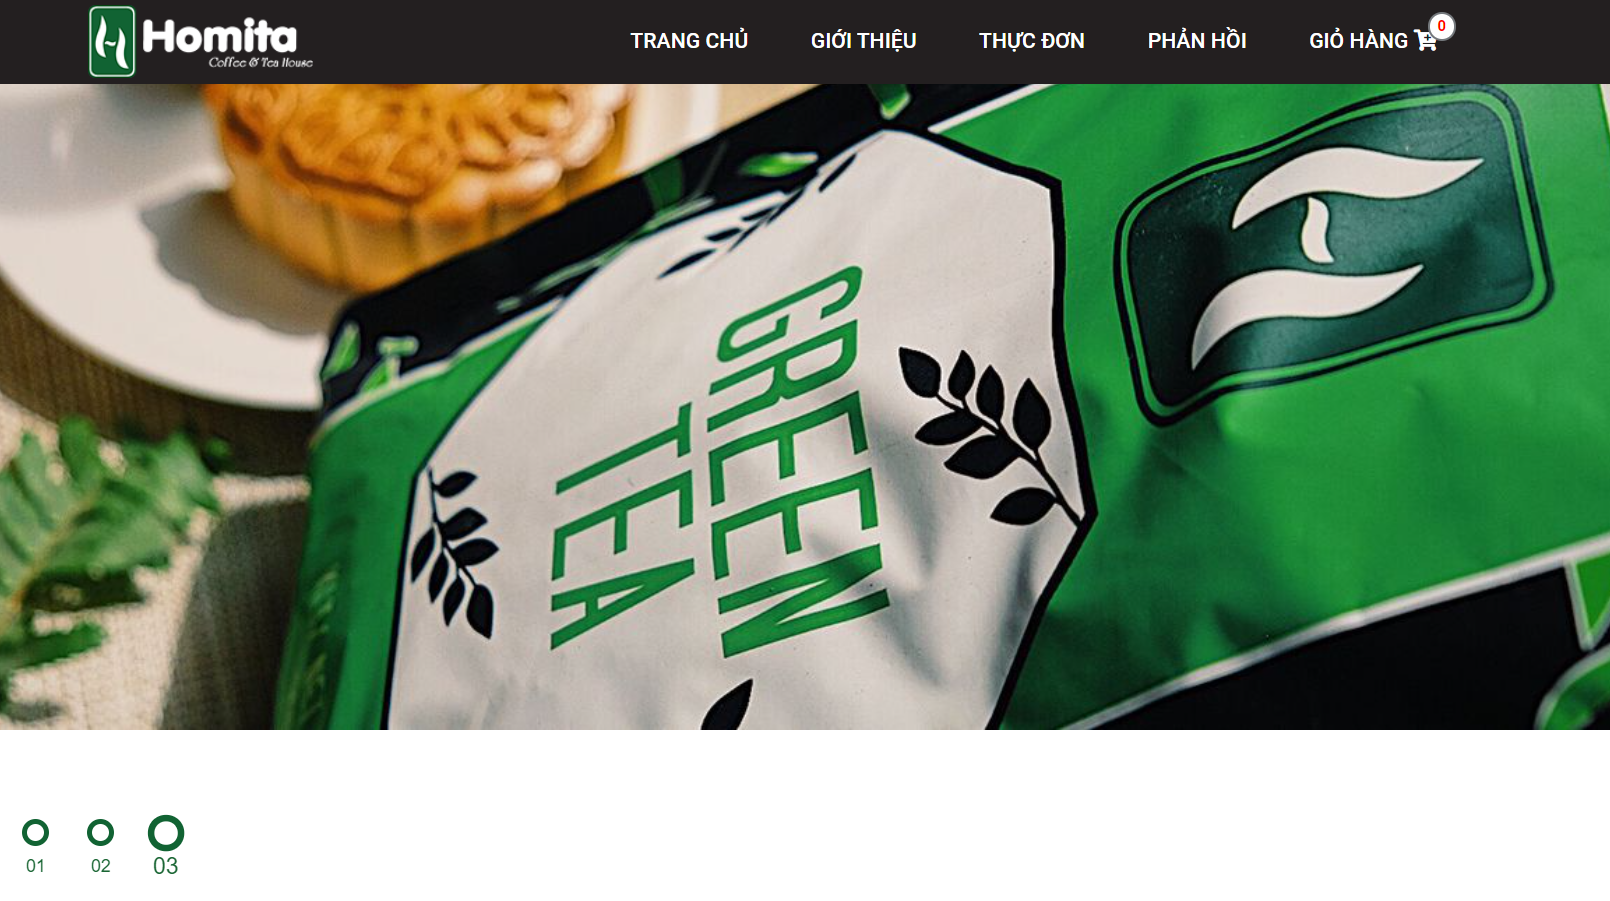 Homita
Coffee & Tea House
TRANG CHỦ
GIỚI THIỆU
THỰC ĐƠN
PHẢN HỒI
GIỎ HÀNG
0
GREEN
TEA
01
02
03